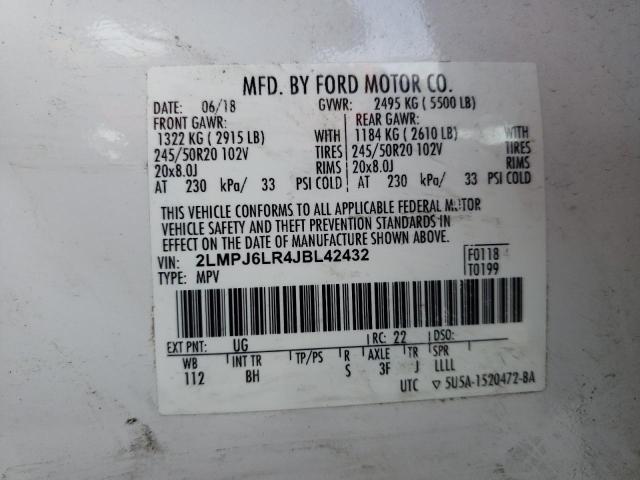 MFD. BY FORD MOTOR CO.
DATE: 06/18 GVWR: 2495 KG ( 5500 LB)
FRONT GAWR: REAR GAWR:
1322 KG ( 2915 LB) WITH 1184 KG ( 2610 LB) WITH
245/50R20 102V TIRES 245/50R20 102V TIRES
20x8.0J RIMS 20x8.0J RIMS
AT 230 kPa/ 33 PSI COLD AT 230 kPa/ 33 PSI COLD
THIS VEHICLE CONFORMS TO ALL APPLICABLE FEDERAL MOTOR
VEHICLE SAFETY AND THEFT PREVENTION STANDARDS IN
EFFECT ON THE DATE OF MANUFACTURE SHOWN ABOVE.
VIN: 2LMPJ6LR4JBL42432 F0118
TYPE: MPV T0199
EXT PNT: UG RC: 22 DSO:
WB INT TR TP/PS R AXLE TR SPR
112 BH S 3F J LLLL
UTC ▽ 5U5A-1520472-BA